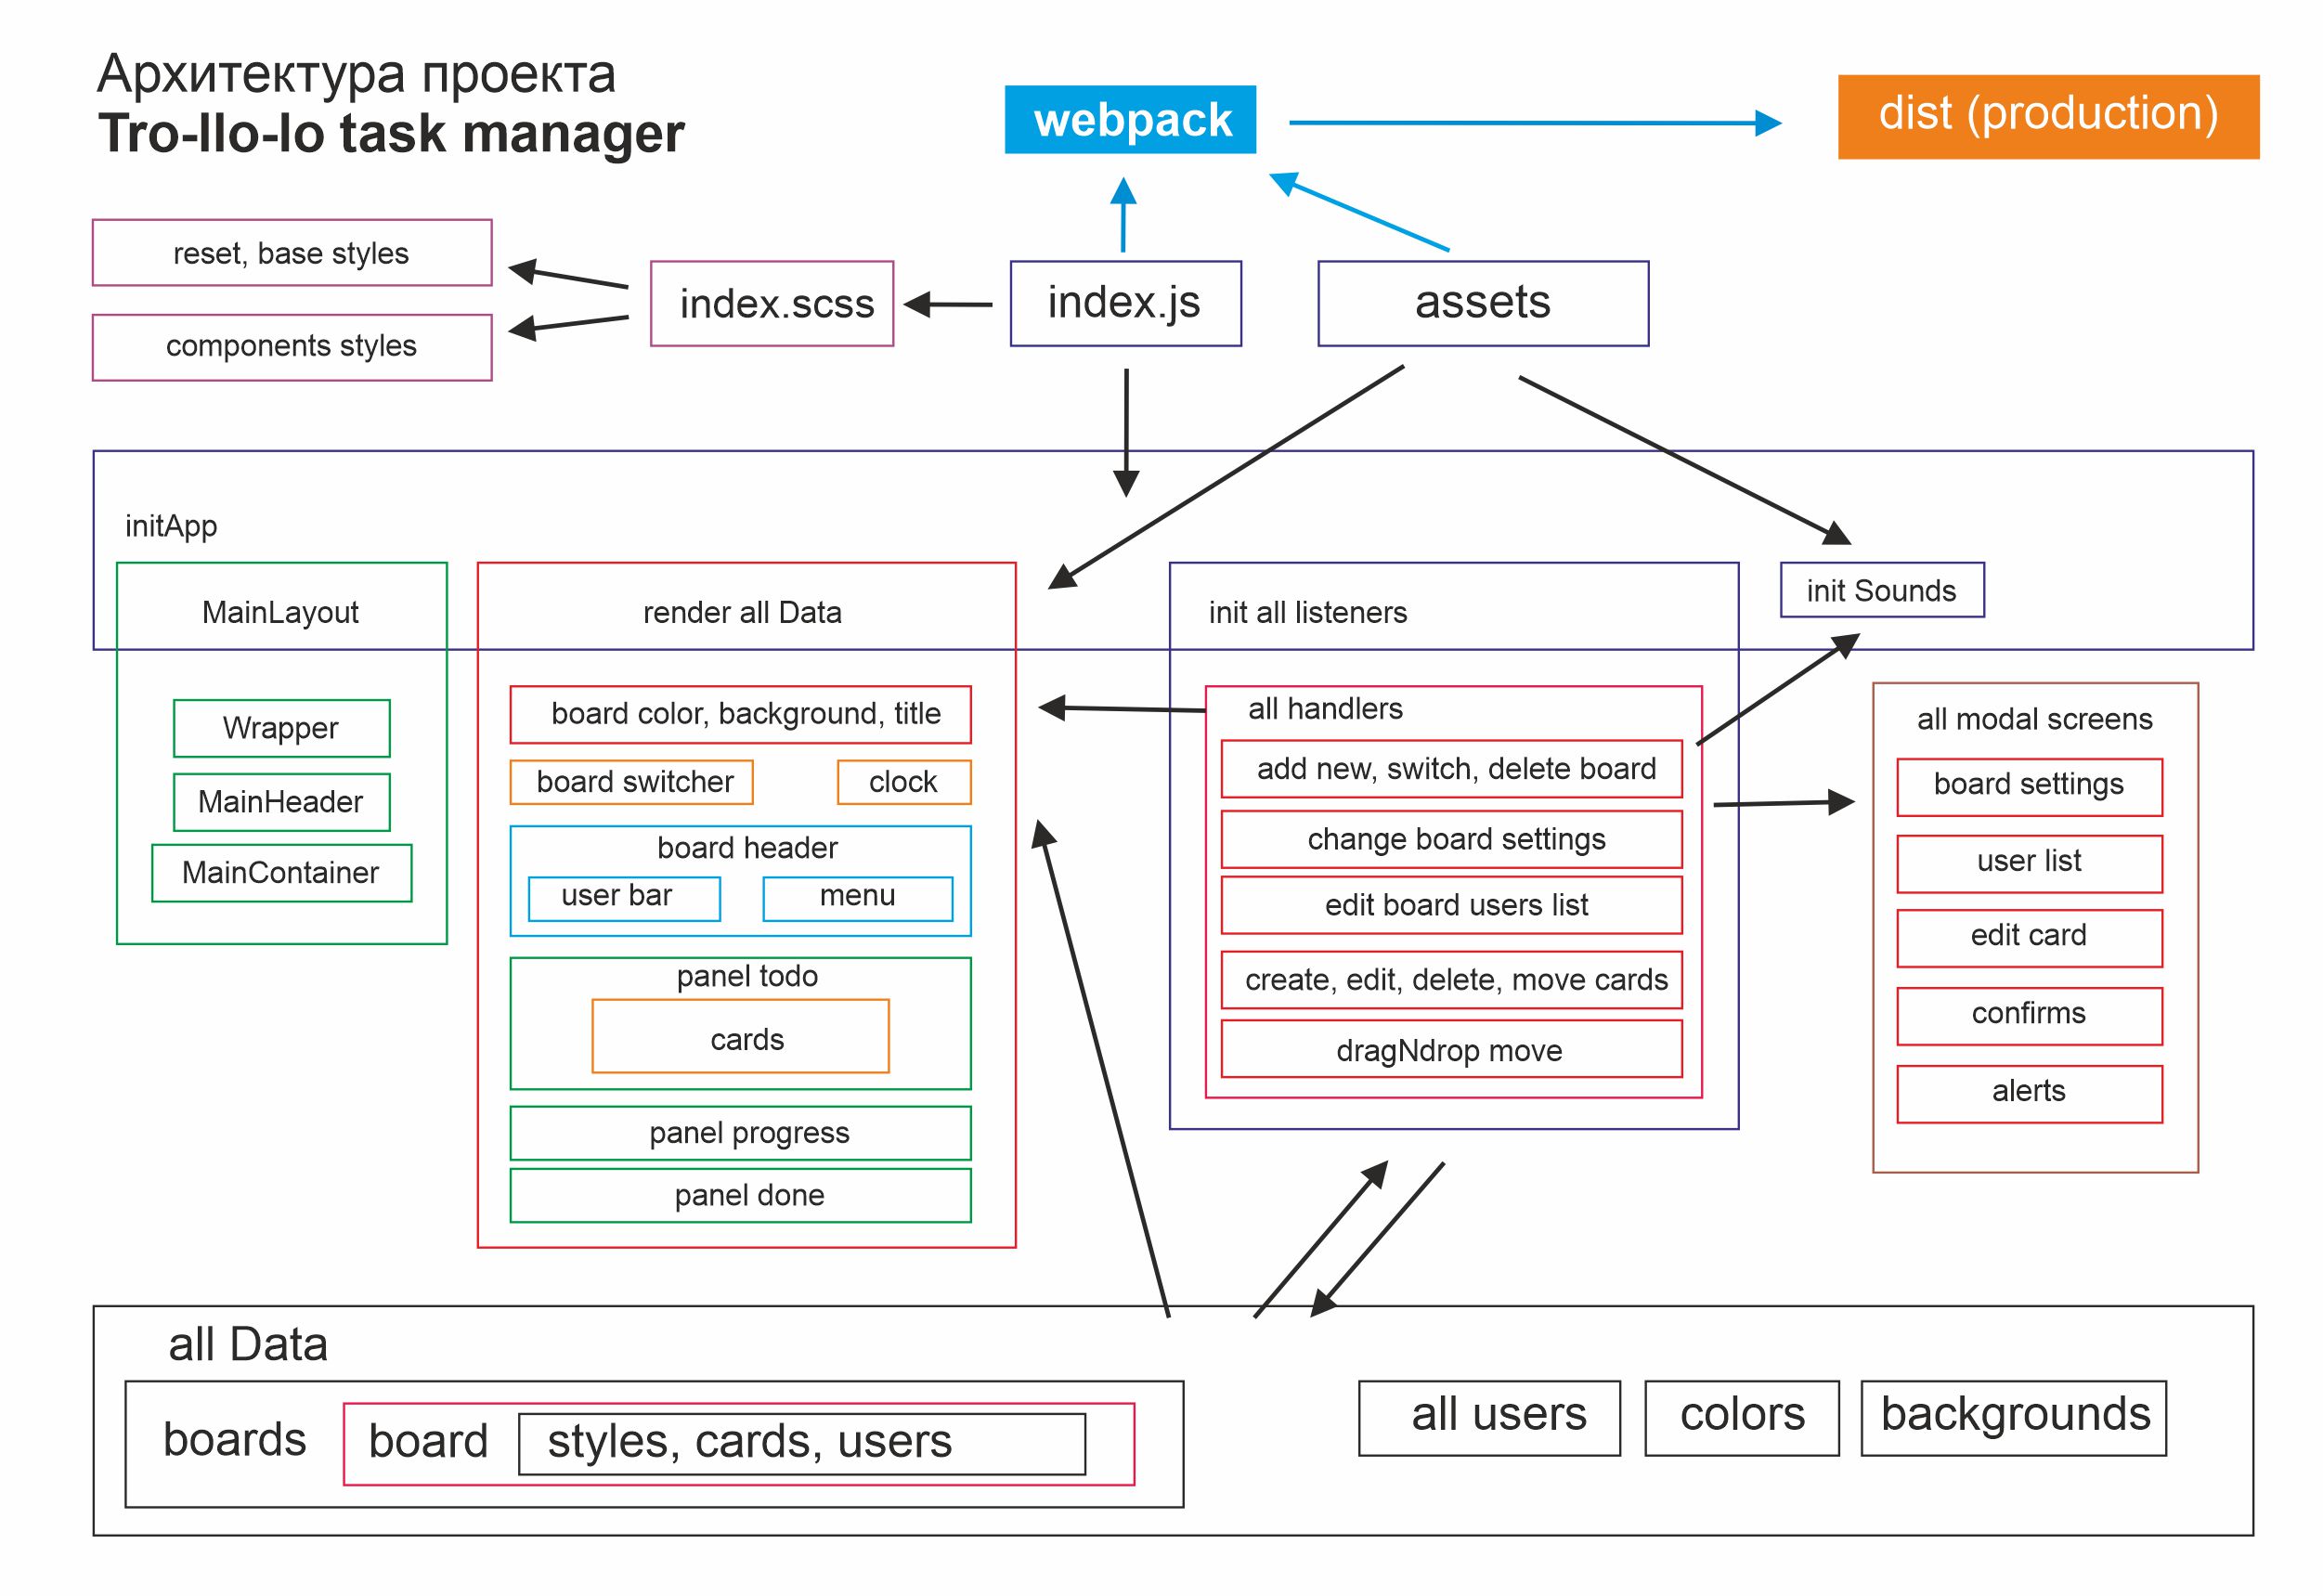 Архитектура проекта
Tro-llo-lo task manager
webpack
dist (production)
reset, base styles
components styles
index.scss
index.js
assets
initApp
MainLayout
Wrapper
MainHeader
MainContainer
render all Data
board color, background, title
board switcher
clock
board header
user bar
menu
panel todo
cards
panel progress
panel done
init all listeners
all handlers
add new, switch, delete board
change board settings
edit board users list
create, edit, delete, move cards
dragNdrop move
init Sounds
all modal screens
board settings
user list
edit card
confirms
alerts
all Data
boards
board
styles, cards, users
all users
colors
backgrounds